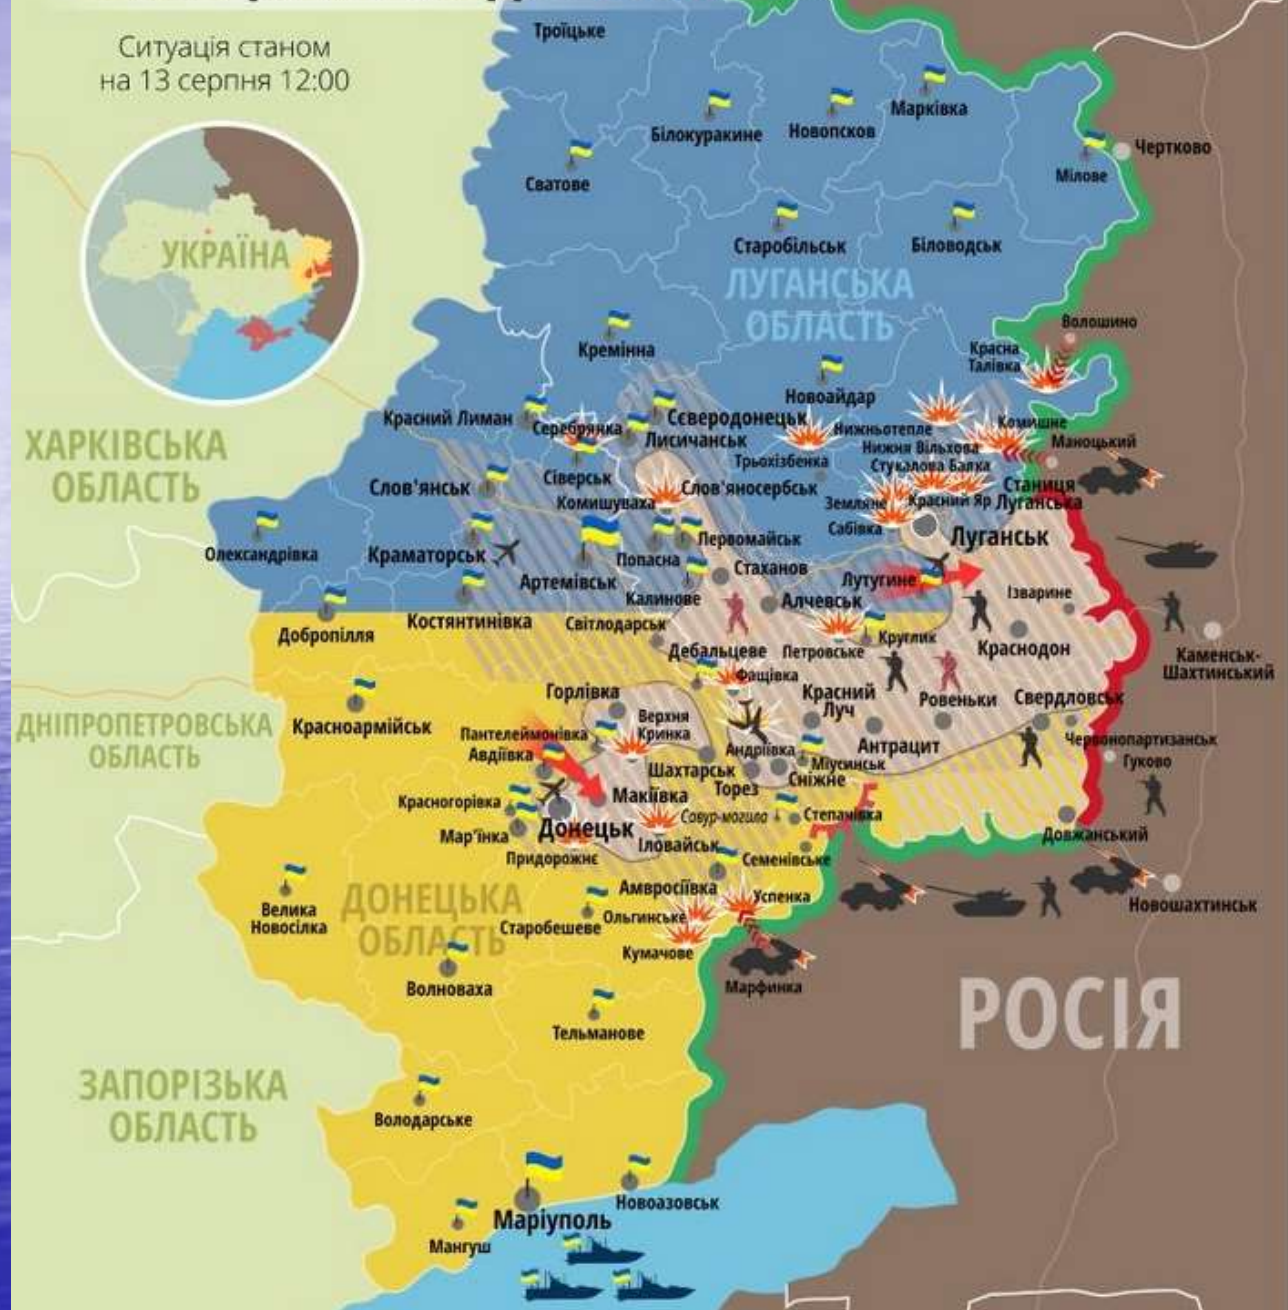 Ситуація станом
на 13 серпня 12:00
УКРАЇНА
Троїцьке
Білокуракине
Новопсков
Марківка
Чертково
Мілове
Сватове
Старобільськ
Біловодськ
ЛУГАНСЬКА
ОБЛАСТЬ
Волошино
Кремінна
Красна
Талівка
Новоайдар
ХАРКІВСЬКА
ОБЛАСТЬ
Красний Лиман
Серебрянка
Сєверодонецьк
Лисичанськ
Нижньотепле
Комишне
Маноцький
Нижня Вільхова
Трьохізбенка
Стукалова Балка
Слов'янськ
Сіверськ
Комишуваха
Слов'яносербськ
Станиця
Луганська
Земляне
Красний Яр
Сабівка
Луганськ
Олександрівка
Краматорськ
Первомайськ
Попасна
Стаханов
Артемівськ
Лутугине
Калинове
Алчевськ
Ізварине
Добропілля
Костянтинівка
Світлодарськ
Дебальцеве
Петровське
Круглик
Краснодон
Каменськ-
Шахтинський
Фащівка
Горлівка
Красний
Луч
Ровеньки
Свердловськ
ДНІПРОПЕТРОВСЬКА
ОБЛАСТЬ
Красноармійськ
Верхня
Кринка
Пантелеймонівка
Авдіївка
Андріївка
Антрацит
Червонопартизанськ
Гуково
Міусинськ
Шахтарськ
Торез
Сніжне
Красногорівка
Макіївка
Савур-могила
Степанівка
Мар'їнка
Донецьк
Іловайськ
Довжанський
Придорожнє
Семенівське
Амвросіївка
Успенка
Новошахтинськ
Велика
Новосілка
ДОНЕЦЬКА
ОБЛАСТЬ
Старобешеве
Ольгинське
Кумачове
Марфинка
Волноваха
РОСІЯ
Тельманове
ЗАПОРІЗЬКА
ОБЛАСТЬ
Володарське
Новоазовськ
Маріуполь
Мангуш